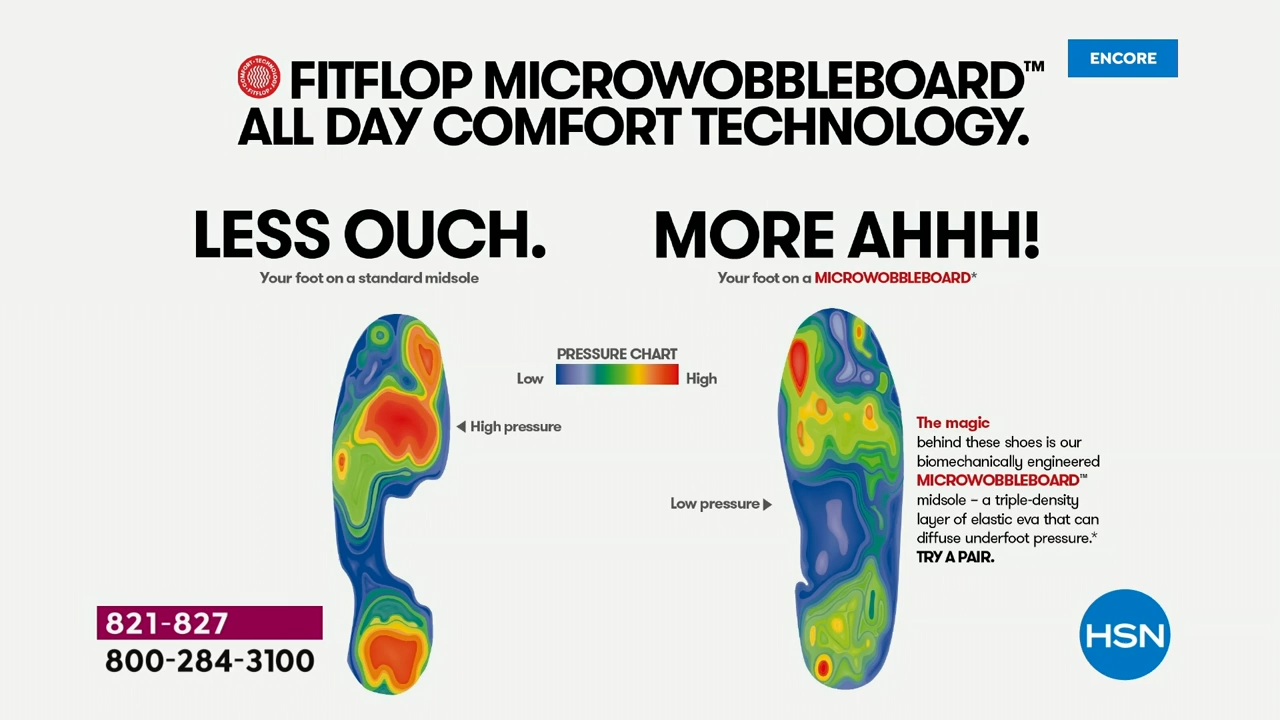 FITFLOP MICROWOBBLEBOARD™
ALL DAY COMFORT TECHNOLOGY.
ENCORE
LESS OUCH.
Your foot on a standard midsole
MORE AHHH!
Your foot on a MICROWOBBLEBOARD*
PRESSURE CHART
Low
High
High pressure
Low pressure
The magic
behind these shoes is our
biomechanically engineered
MICROWOBBLEBOARD™
midsole – a triple-density
layer of elastic eva that can
diffuse underfoot pressure.*
TRY A PAIR.
821-827
800-284-3100
HSN